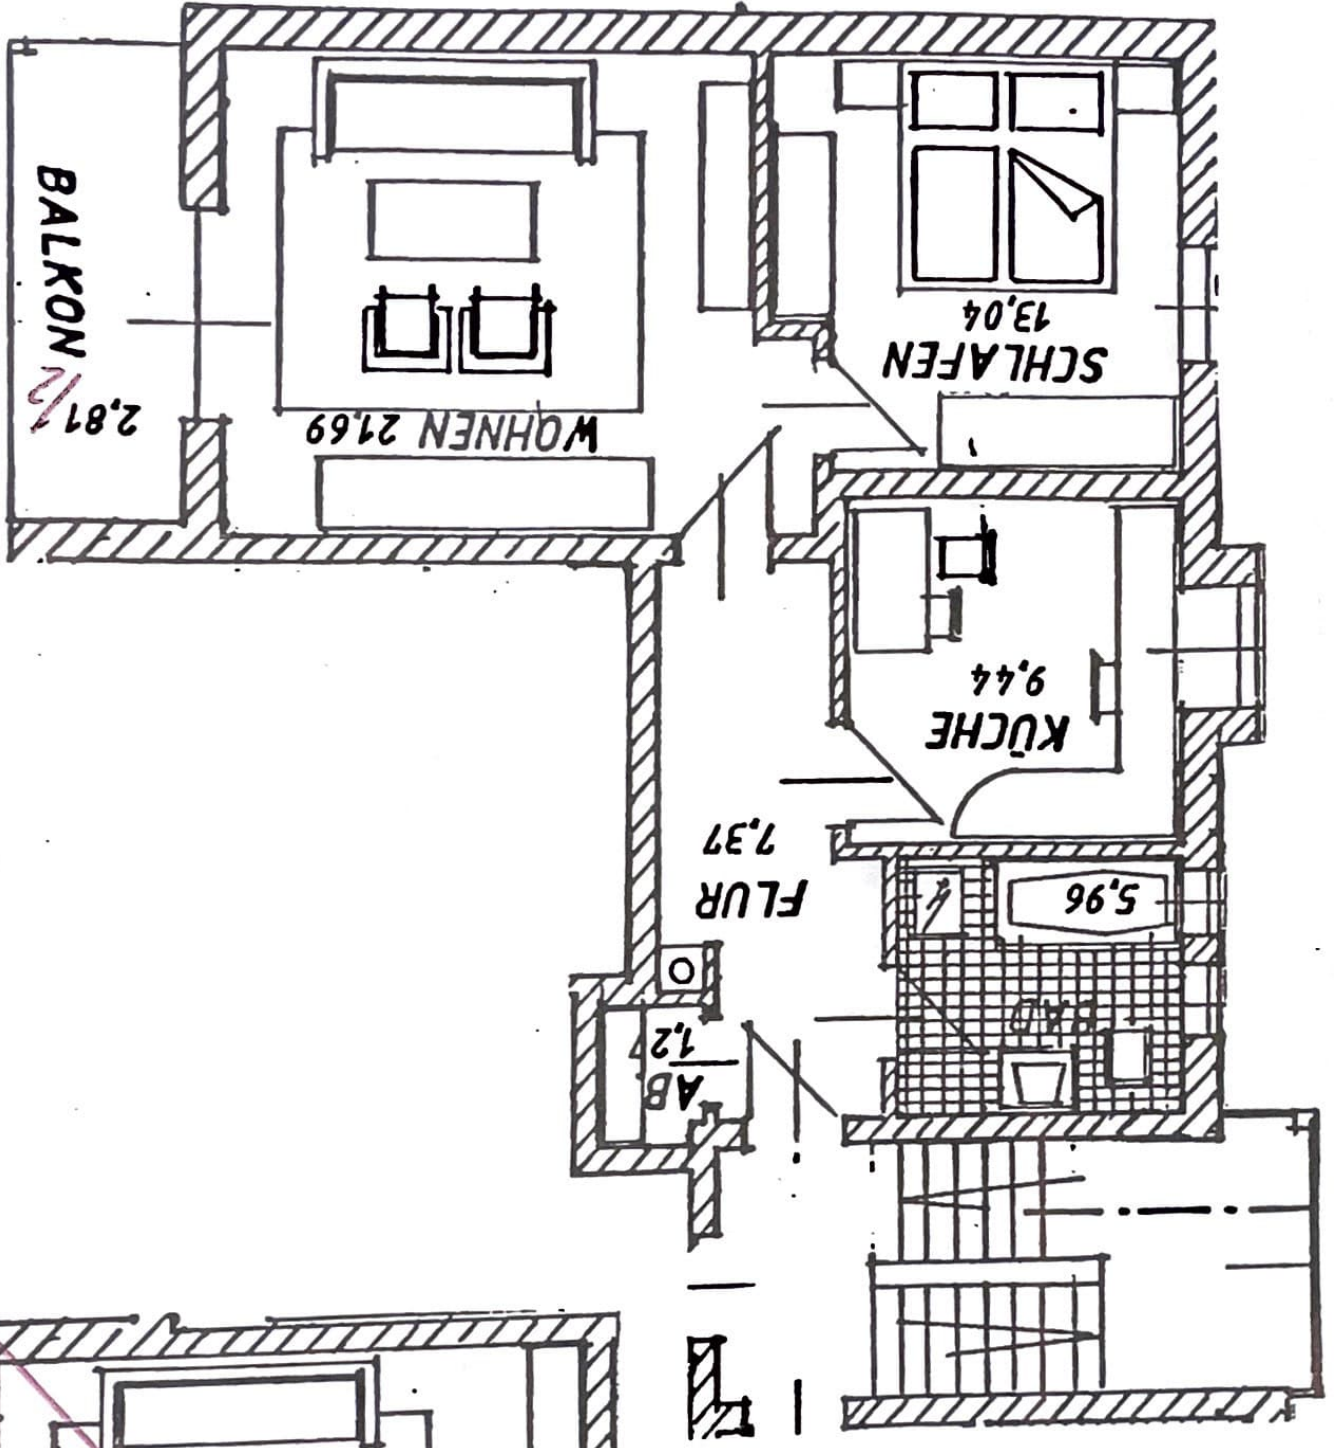 BALKON
2,81/2
WOHNEN 21,69
13,04
SCHLAFEN
9,44
KÜCHE
7,37
FLUR
5,96
BAD
1,2
AB